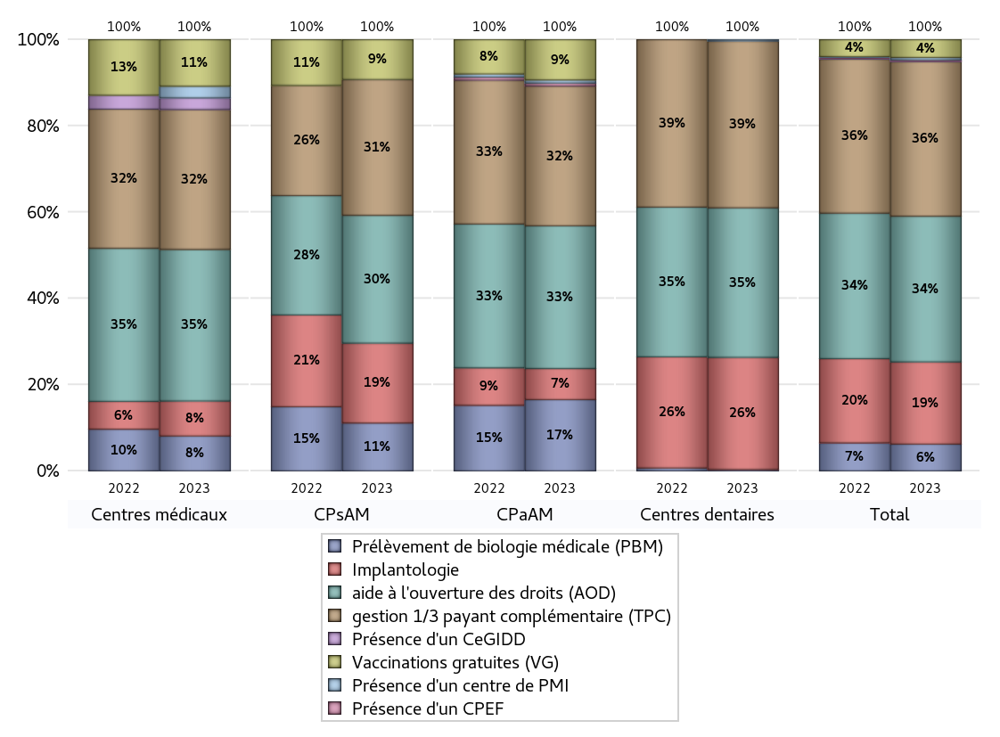 100% 100% 100% 100% 100% 100% 100% 100% 100% 100%
100%
80%
60%
40%
20%
0%
13% 11% 11% 9% 8% 9% 4% 4%
32% 32% 26% 31% 33% 32% 39% 39% 36% 36%
35% 35% 28% 30% 33% 33% 35% 35% 34% 34%
6% 8% 21% 19% 9% 7% 26% 26% 20% 19%
10% 8% 15% 11% 15% 17% 7% 6%
2022 2023 2022 2023 2022 2023 2022 2023 2022 2023
Centres médicaux CPsAM CPaAM Centres dentaires Total
Prélèvement de biologie médicale (PBM)
Implantologie
aide à l'ouverture des droits (AOD)
gestion 1/3 payant complémentaire (TPC)
Présence d'un CeGIDD
Vaccinations gratuites (VG)
Présence d'un centre de PMI
Présence d'un CPEF